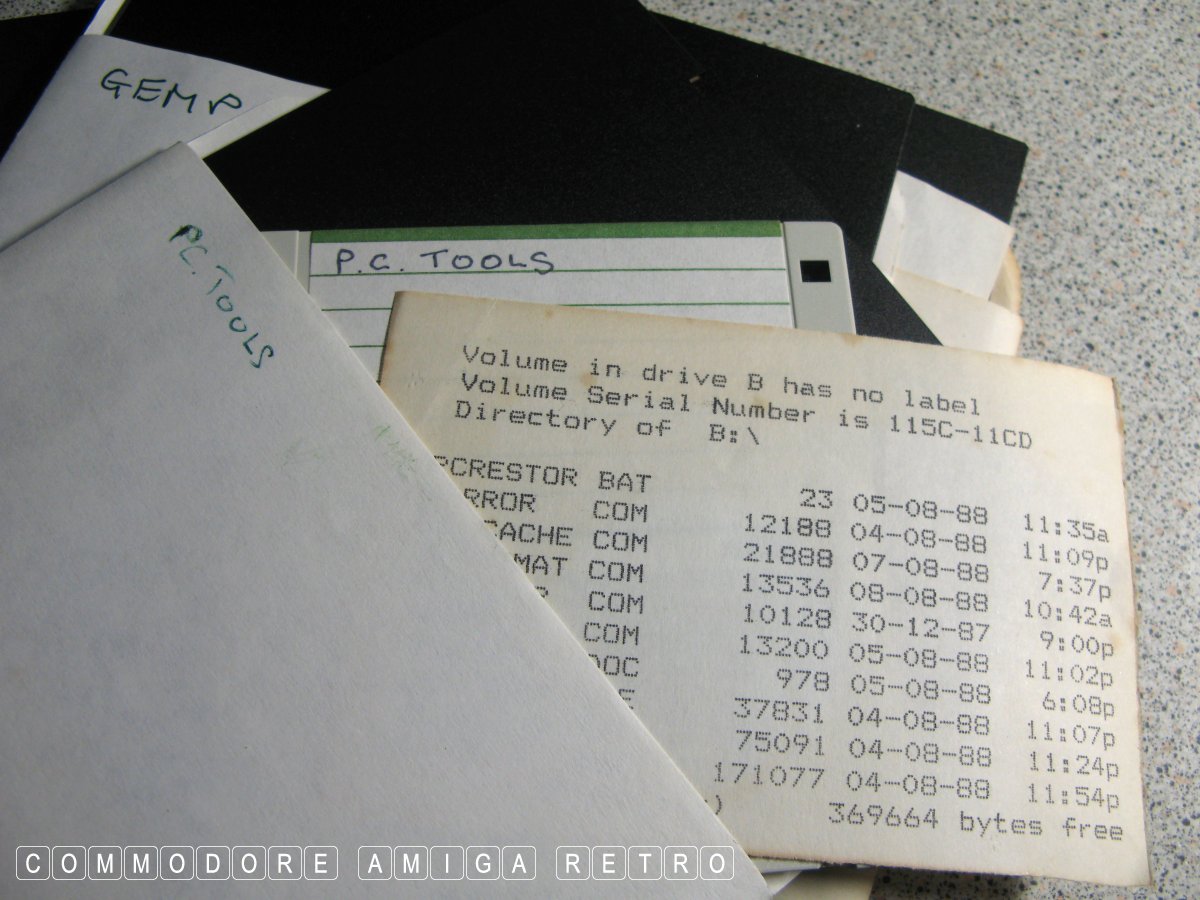 GEMP
PC. TOOLS
P.C. TOOLS
Volume in drive B has no label
Volume Serial Number is 115C-11CD
Directory of B:\
PCRESTOR BAT 23 05-08-88 11:35a
RROR COM 12188 04-08-88 11:09p
CACHE COM 21888 07-08-88 7:37p
MAT COM 13536 08-08-88 10:42a
COM 10128 30-12-87 9:00p
COM 13200 05-08-88 11:02p
DOC 978 05-08-88 6:08p
E 37831 04-08-88 11:07p
75091 04-08-88 11:24p
171077 04-08-88 11:54p
) 369664 bytes free
COMMODORE AMIGA RETRO